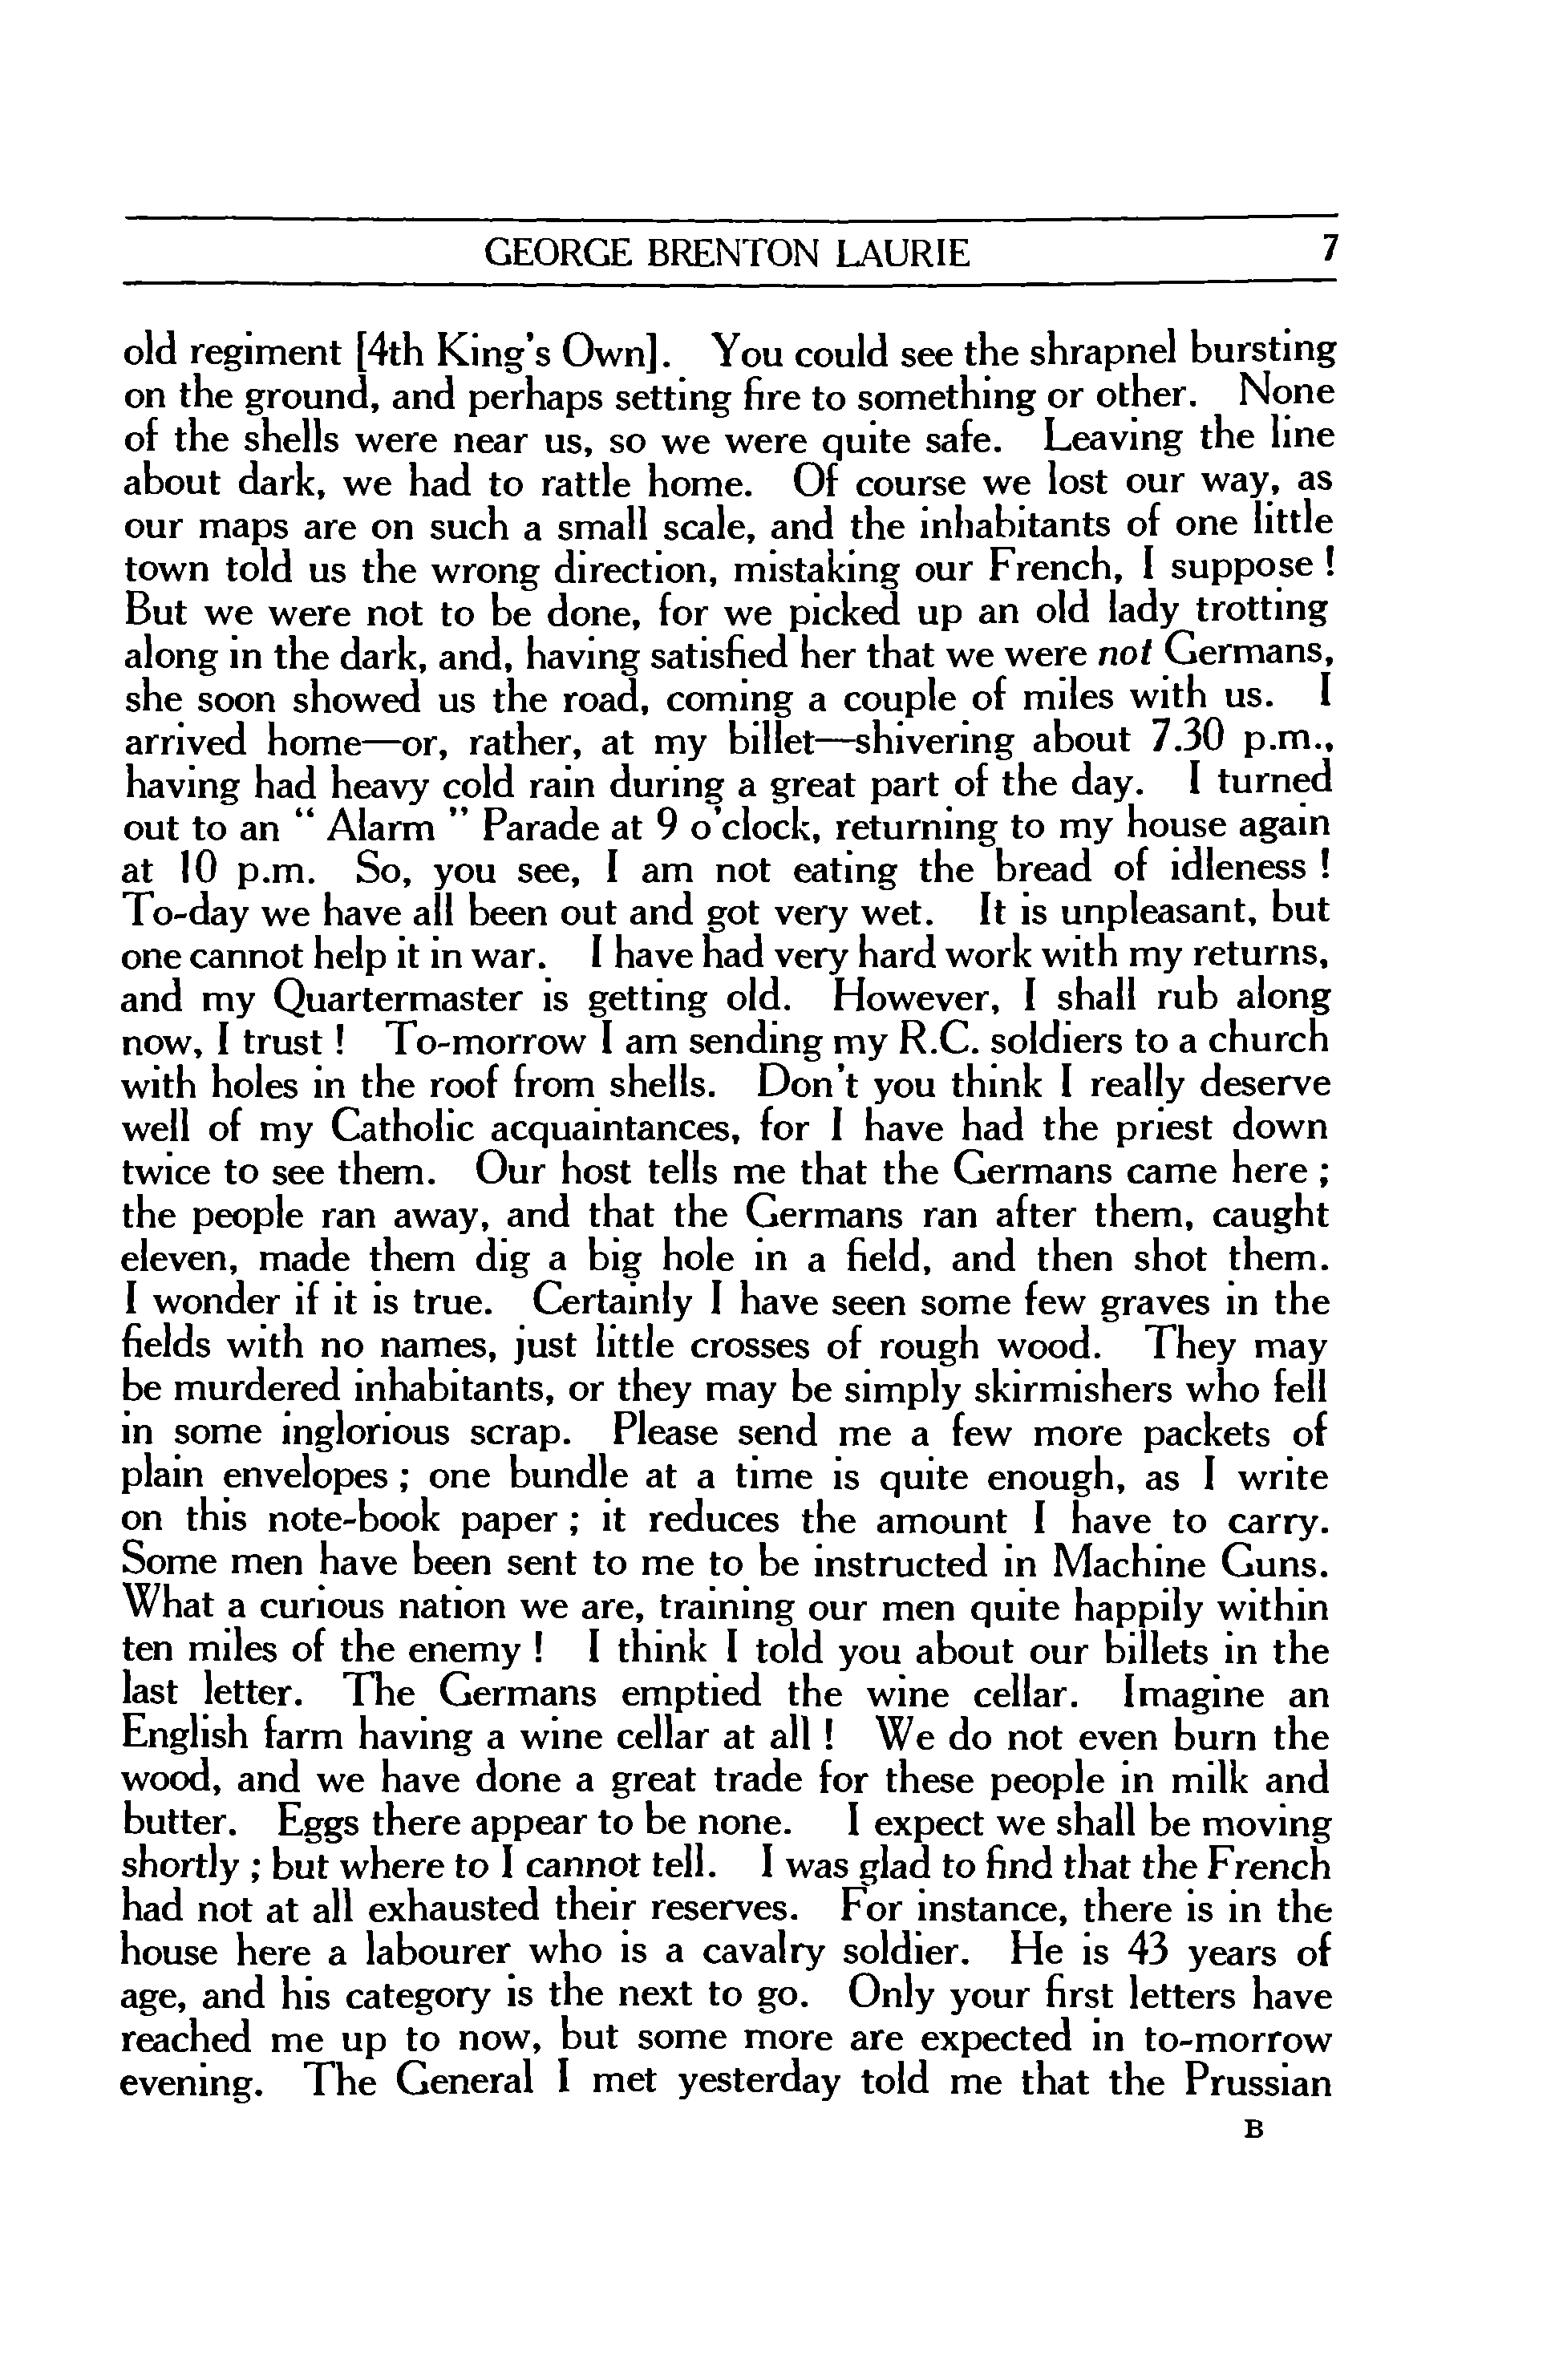 GEORGE BRENTON LAURIE 7
old regiment [4th King's Own]. You could see the shrapnel bursting
on the ground, and perhaps setting fire to something or other. None
of the shells were near us, so we were quite safe. Leaving the line
about dark, we had to rattle home. Of course we lost our way, as
our maps are on such a small scale, and the inhabitants of one little
town told us the wrong direction, mistaking our French, I suppose !
But we were not to be done, for we picked up an old lady trotting
along in the dark, and, having satisfied her that we were not Germans,
she soon showed us the road, coming a couple of miles with us. I
arrived home—or, rather, at my billet—shivering about 7.30 p.m.,
having had heavy cold rain during a great part of the day. I turned
out to an “ Alarm ” Parade at 9 o'clock, returning to my house again
at 10 p.m. So, you see, I am not eating the bread of idleness !
To-day we have all been out and got very wet. It is unpleasant, but
one cannot help it in war. I have had very hard work with my returns,
and my Quartermaster is getting old. However, I shall rub along
now, I trust ! To-morrow I am sending my R.C. soldiers to a church
with holes in the roof from shells. Don't you think I really deserve
well of my Catholic acquaintances, for I have had the priest down
twice to see them. Our host tells me that the Germans came here ;
the people ran away, and that the Germans ran after them, caught
eleven, made them dig a big hole in a field, and then shot them.
I wonder if it is true. Certainly I have seen some few graves in the
fields with no names, just little crosses of rough wood. They may
be murdered inhabitants, or they may be simply skirmishers who fell
in some inglorious scrap. Please send me a few more packets of
plain envelopes ; one bundle at a time is quite enough, as I write
on this note-book paper ; it reduces the amount I have to carry.
Some men have been sent to me to be instructed in Machine Guns.
What a curious nation we are, training our men quite happily within
ten miles of the enemy ! I think I told you about our billets in the
last letter. The Germans emptied the wine cellar. Imagine an
English farm having a wine cellar at all ! We do not even burn the
wood, and we have done a great trade for these people in milk and
butter. Eggs there appear to be none. I expect we shall be moving
shortly ; but where to I cannot tell. I was glad to find that the French
had not at all exhausted their reserves. For instance, there is in the
house here a labourer who is a cavalry soldier. He is 43 years of
age, and his category is the next to go. Only your first letters have
reached me up to now, but some more are expected in to-morrow
evening. The General I met yesterday told me that the Prussian
B